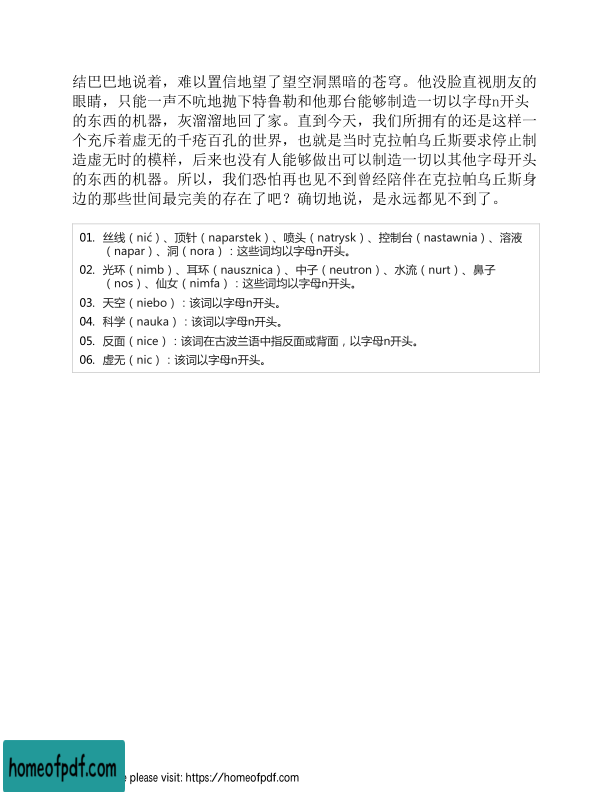 结巴巴地说着，难以置信地望了望空洞黑暗的苍穹。他没脸直视朋友的
眼睛，只能一声不吭地抛下特鲁勒和他那台能够制造一切以字母n开头
的东西的机器，灰溜溜地回了家。直到今天，我们所拥有的还是这样一
个充斥着虚无的千疮百孔的世界，也就是当时克拉帕乌丘斯要求停止制
造虚无时的模样，后来也没有人能够做出可以制造一切以其他字母开头
的东西的机器。所以，我们恐怕再也见不到曾经陪伴在克拉帕乌丘斯身
边的那些世间最完美的存在了吧？确切地说，是永远都见不到了。
01. 丝线（nić）、顶针（naparstek）、喷头（natrysk）、控制台（nastawnia）、溶液
（napar）、洞（nora）：这些词均以字母n开头。
02. 光环（nimb）、耳环（nausznica）、中子（neutron）、水流（nurt）、鼻子
（nos）、仙女（nimfa）：这些词均以字母n开头。
03. 天空（niebo）：该词以字母n开头。
04. 科学（nauka）：该词以字母n开头。
05. 反面（nice）：该词在古波兰语中指反面或背面，以字母n开头。
06. 虚无（nic）：该词以字母n开头。
homeofpdf.com
e please visit: https://homeofpdf.com